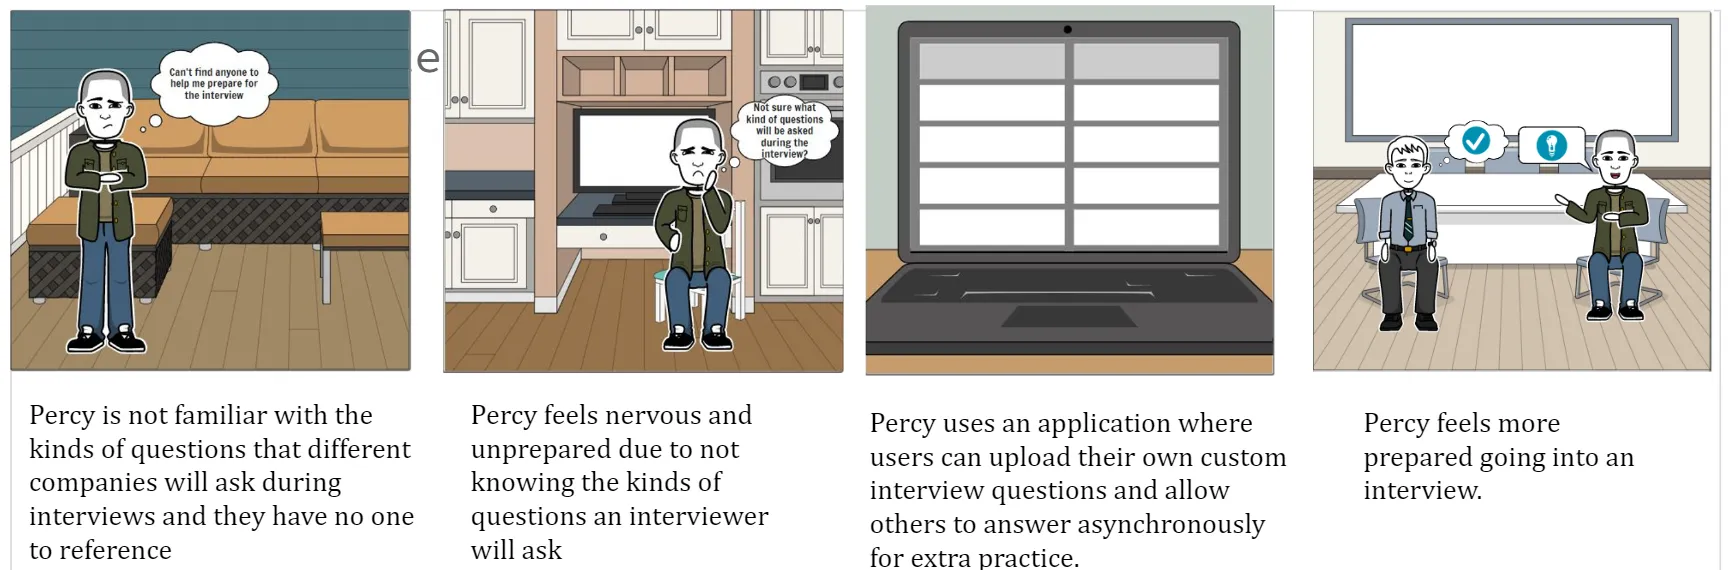 e
Can't find anyone to
help me prepare for
the interview
Not sure what
kind of questions
will be asked
during the
interview?
Percy is not familiar with the
kinds of questions that different
companies will ask during
interviews and they have no one
to reference
Percy feels nervous and
unprepared due to not
knowing the kinds of
questions an interviewer
will ask
Percy uses an application where
users can upload their own custom
interview questions and allow
others to answer asynchronously
for extra practice.
Percy feels more
prepared going into an
interview.